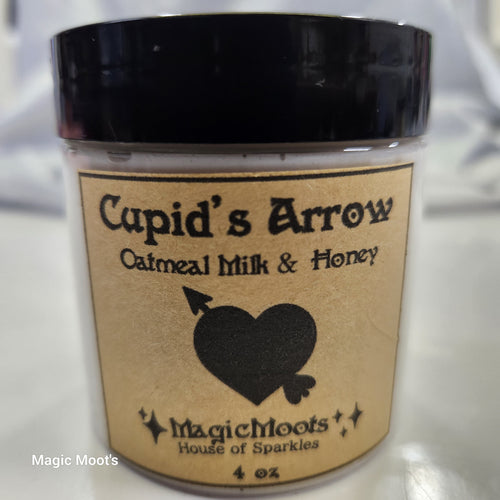 Cupid's Arrow
Oatmeal Milk & Honey
MagicMoots
House of Sparkles
4 oz
Magic Moot's